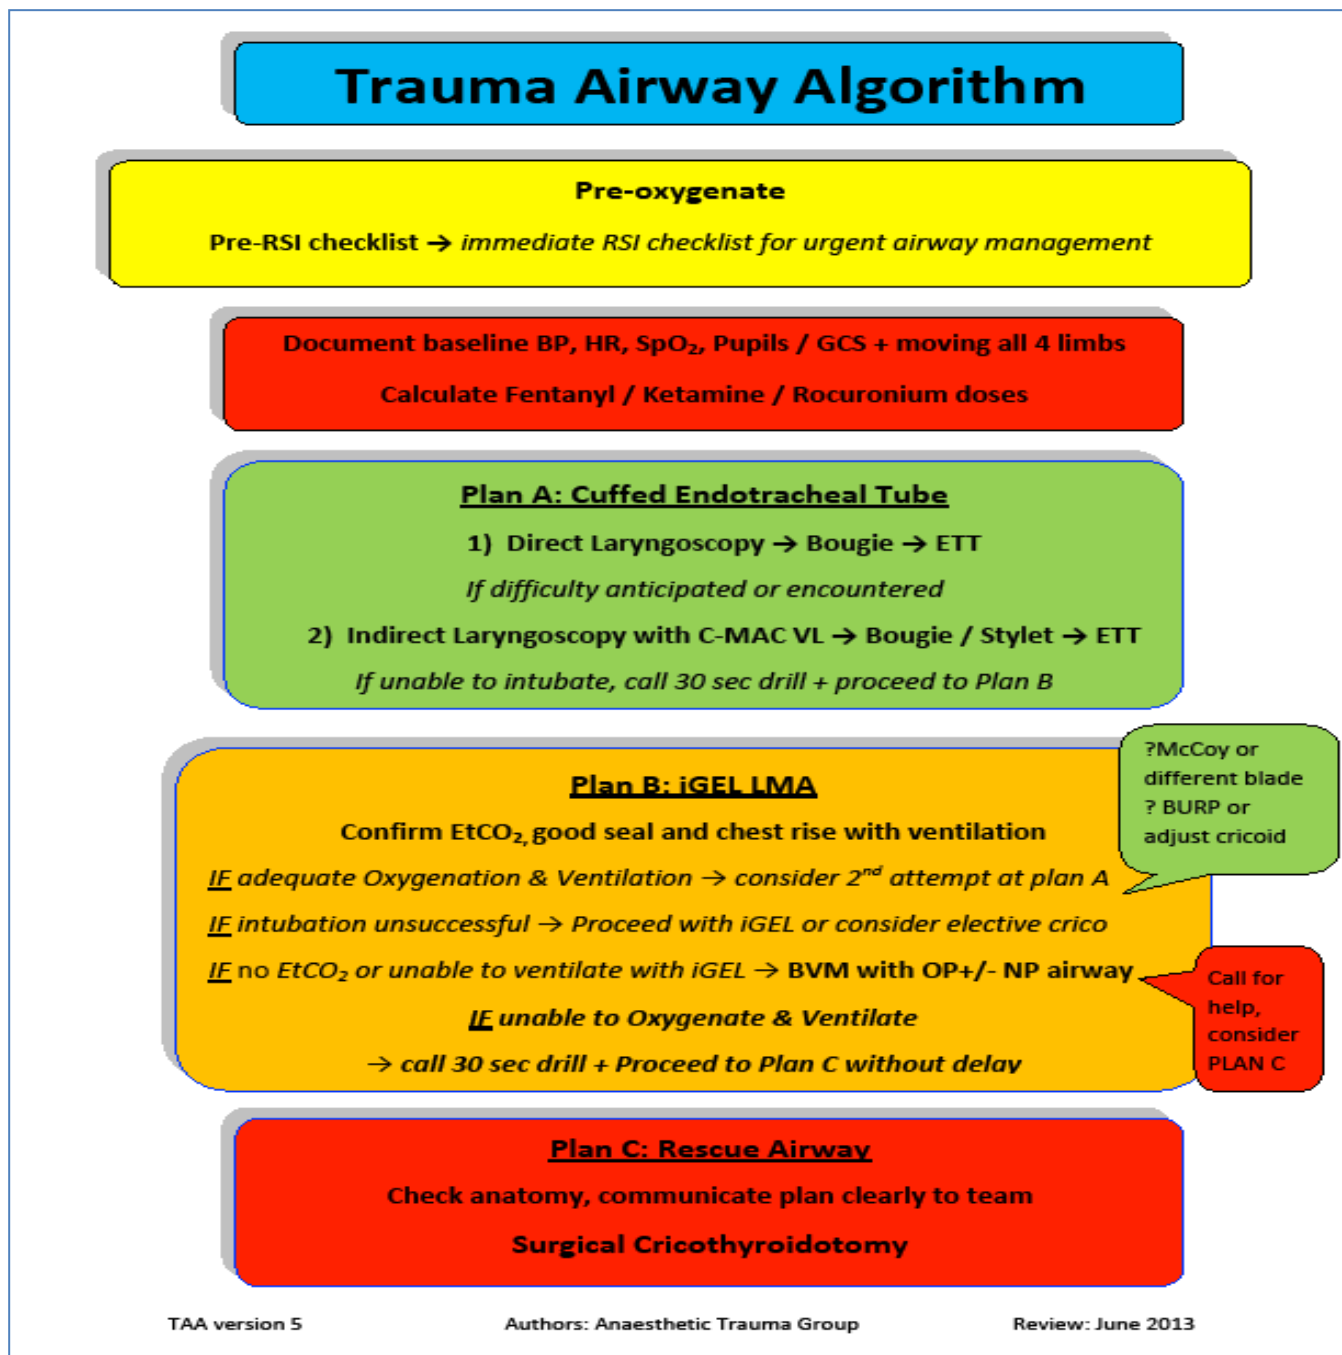 Trauma Airway Algorithm
Pre-oxygenate
Pre-RSI checklist → immediate RSI checklist for urgent airway management
Document baseline BP, HR, SpO₂, Pupils / GCS + moving all 4 limbs
Calculate Fentanyl / Ketamine / Rocuronium doses
Plan A: Cuffed Endotracheal Tube
1) Direct Laryngoscopy → Bougie → ETT
If difficulty anticipated or encountered
2) Indirect Laryngoscopy with C-MAC VL → Bougie / Stylet → ETT
If unable to intubate, call 30 sec drill + proceed to Plan B
?McCoy or
different blade
? BURP or
adjust cricoid
Plan B: iGEL LMA
Confirm EtCO₂, good seal and chest rise with ventilation
IF adequate Oxygenation & Ventilation → consider 2nd attempt at plan A
IF intubation unsuccessful → Proceed with iGEL or consider elective crico
IF no EtCO₂ or unable to ventilate with iGEL → BVM with OP+/- NP airway
IF unable to Oxygenate & Ventilate
→ call 30 sec drill + Proceed to Plan C without delay
Call for
help,
consider
PLAN C
Plan C: Rescue Airway
Check anatomy, communicate plan clearly to team
Surgical Cricothyroidotomy
TAA version 5 Authors: Anaesthetic Trauma Group Review: June 2013